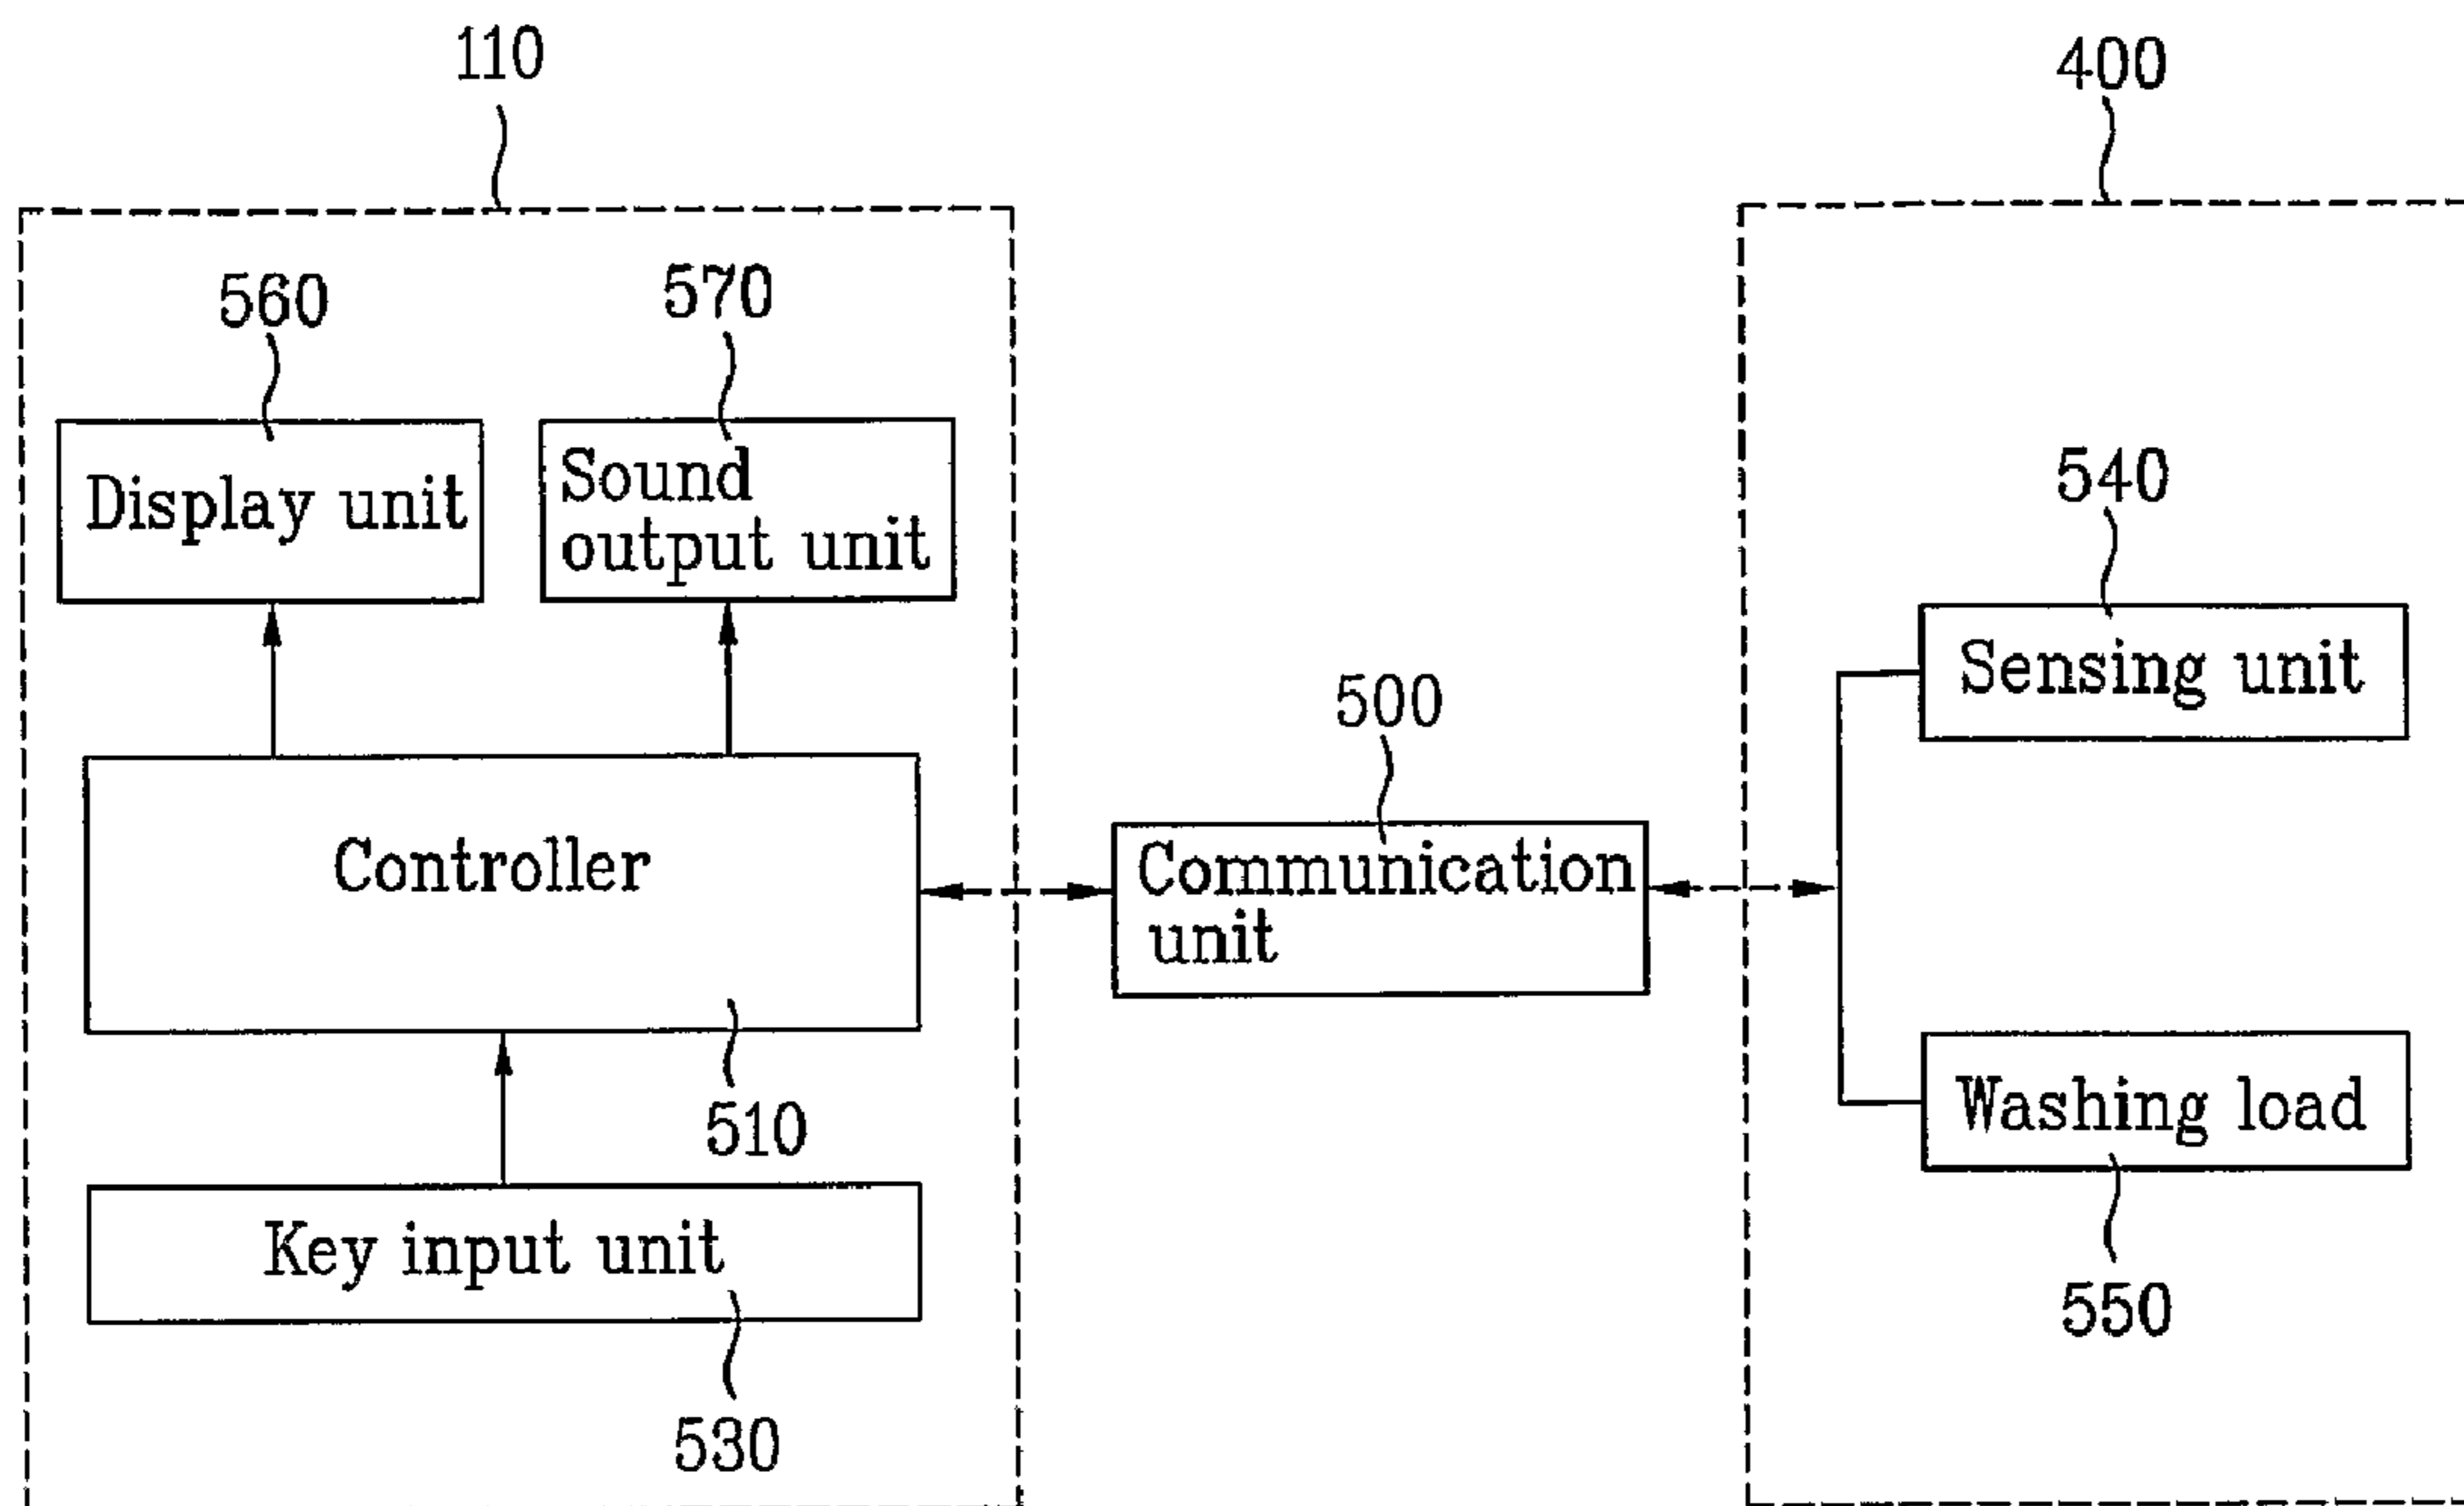 110
400
560
570
Display unit
Sound
output unit
540
Sensing unit
500
Controller
Communication
unit
510
Washing load
Key input unit
550
530